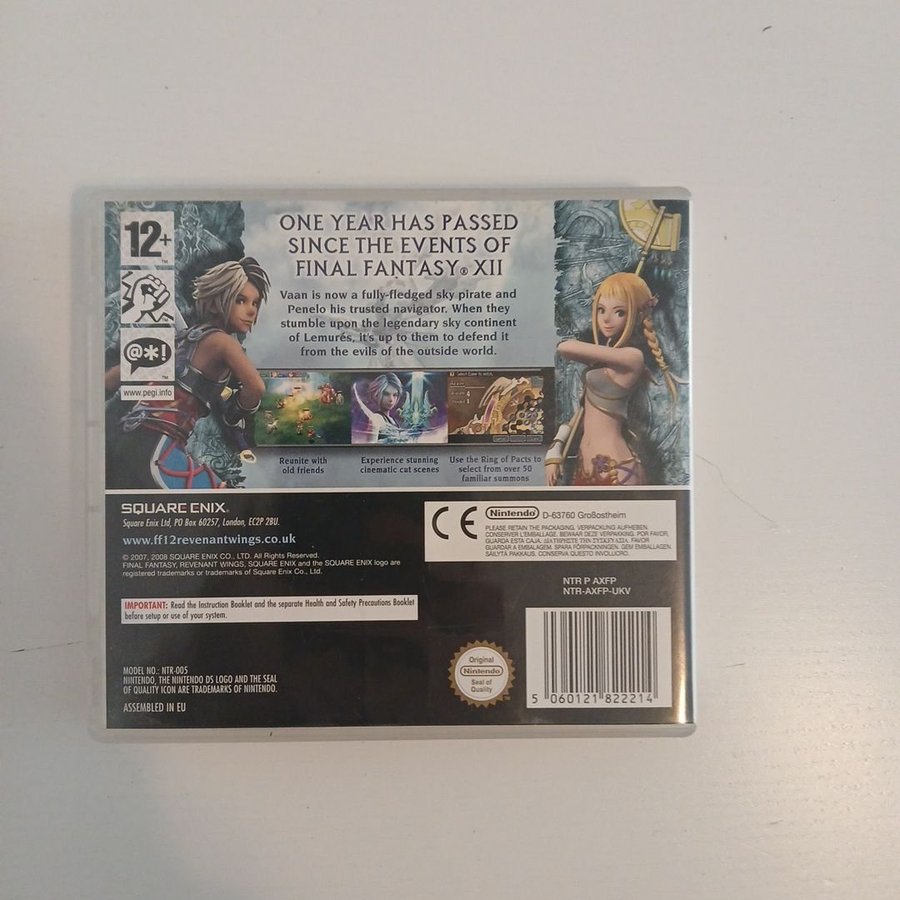 12+
™
™
@*!
™
www.pegi.info
ONE YEAR HAS PASSED
SINCE THE EVENTS OF
FINAL FANTASY® XII
Vaan is now a fully-fledged sky pirate and
Penelo his trusted navigator. When they
stumble upon the legendary sky continent
of Lemurés, it's up to them to defend it
from the evils of the outside world.
Reunite with
old friends
Experience stunning
cinematic cut scenes
Use the Ring of Pacts to
select from over 50
familiar summons
SQUARE ENIX.
Square Enix Ltd, PO Box 60257, London, EC2P 2BU.
www.ff12revenantwings.co.uk
© 2007, 2008 SQUARE ENIX CO., LTD. All Rights Reserved.
FINAL FANTASY, REVENANT WINGS, SQUARE ENIX and the SQUARE ENIX logo are
registered trademarks or trademarks of Square Enix Co., Ltd.
IMPORTANT: Read the Instruction Booklet and the separate Health and Safety Precautions Booklet
before setup or use of your system.
MODEL NO.: NTR-005
NINTENDO, THE NINTENDO DS LOGO AND THE SEAL
OF QUALITY ICON ARE TRADEMARKS OF NINTENDO.
ASSEMBLED IN EU
CE
Nintendo D-63760 Großostheim
PLEASE RETAIN THE PACKAGING. VERPACKUNG AUFHEBEN.
CONSERVER L'EMBALLAGE. BEWAAR DEZE VERPAKKING. POR FAVOR,
GUARDA ESTA CAJA. ΔΙΑΤΗΡΗΣΤΕ ΤΗΝ ΣΥΣΚΕΥΑΣΙΑ. FAVOR
GUARDAR A EMBALAGEM. SPARA FÖRPACKNINGEN. GEM EMBALLAGEN.
SÄILYTÄ PAKKAUS. CONSERVA QUESTO INVOLUCRO.
NTR P AXFP
NTR-AXFP-UKV
Original
Nintendo
Seal of
Quality
5 060121 822214